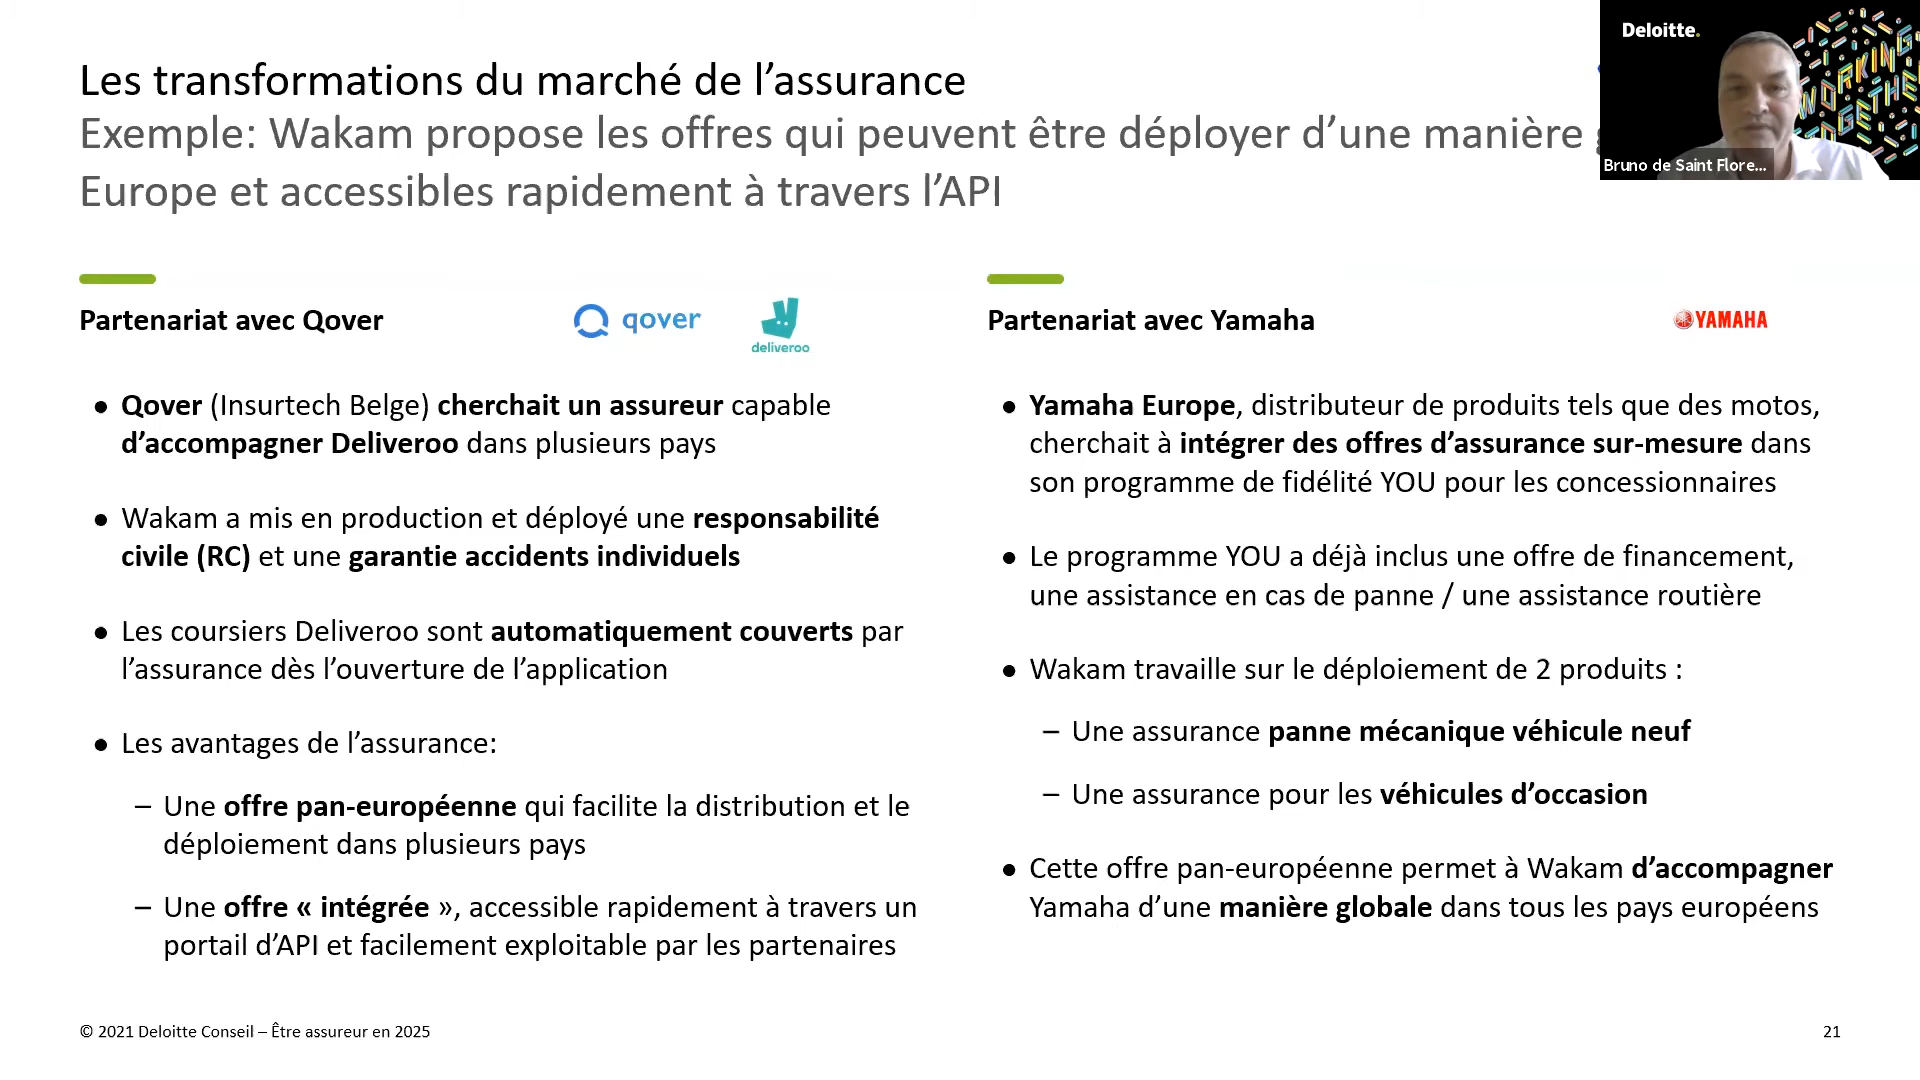 Les transformations du marché de l’assurance
Exemple: Wakam propose les offres qui peuvent être déployer d’une manière
Europe et accessibles rapidement à travers l’API
Deloitte.
WORKING
TOGETHER
Bruno de Saint Flore...
Partenariat avec Qover
qover
deliveroo
● Qover (Insurtech Belge) cherchait un assureur capable
d’accompagner Deliveroo dans plusieurs pays
● Wakam a mis en production et déployé une responsabilité
civile (RC) et une garantie accidents individuels
● Les coursiers Deliveroo sont automatiquement couverts par
l’assurance dès l’ouverture de l’application
● Les avantages de l’assurance:
– Une offre pan-européenne qui facilite la distribution et le
déploiement dans plusieurs pays
– Une offre « intégrée », accessible rapidement à travers un
portail d’API et facilement exploitable par les partenaires
Partenariat avec Yamaha
YAMAHA
● Yamaha Europe, distributeur de produits tels que des motos,
cherchait à intégrer des offres d’assurance sur-mesure dans
son programme de fidélité YOU pour les concessionnaires
● Le programme YOU a déjà inclus une offre de financement,
une assistance en cas de panne / une assistance routière
● Wakam travaille sur le déploiement de 2 produits :
– Une assurance panne mécanique véhicule neuf
– Une assurance pour les véhicules d’occasion
● Cette offre pan-européenne permet à Wakam d’accompagner
Yamaha d’une manière globale dans tous les pays européens
© 2021 Deloitte Conseil – Être assureur en 2025
21